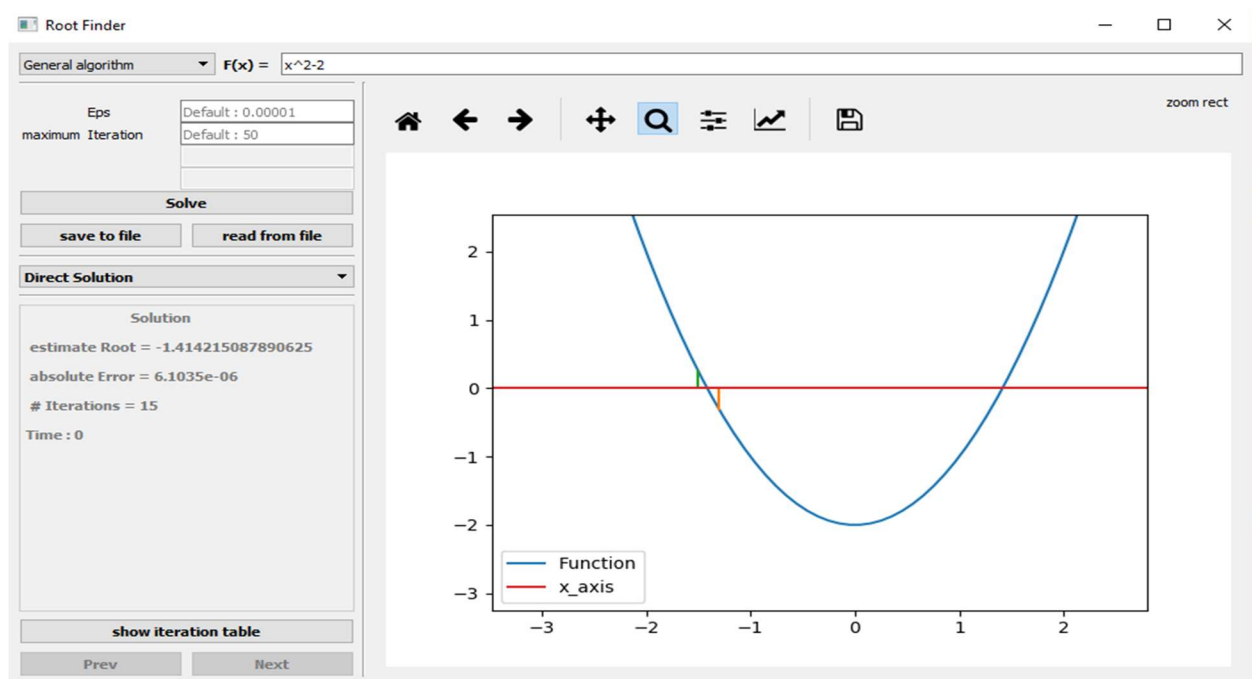 Root Finder
General algorithm F(x) = x^2-2
Eps Default : 0.00001
maximum Iteration Default : 50
Solve
save to file read from file
Direct Solution
Solution
estimate Root = -1.414215087890625
absolute Error = 6.1035e-06
# Iterations = 15
Time : 0
show iteration table
Prev Next
zoom rect
2
1
0
−1
−2
−3
Function
x_axis
−3 −2 −1 0 1 2